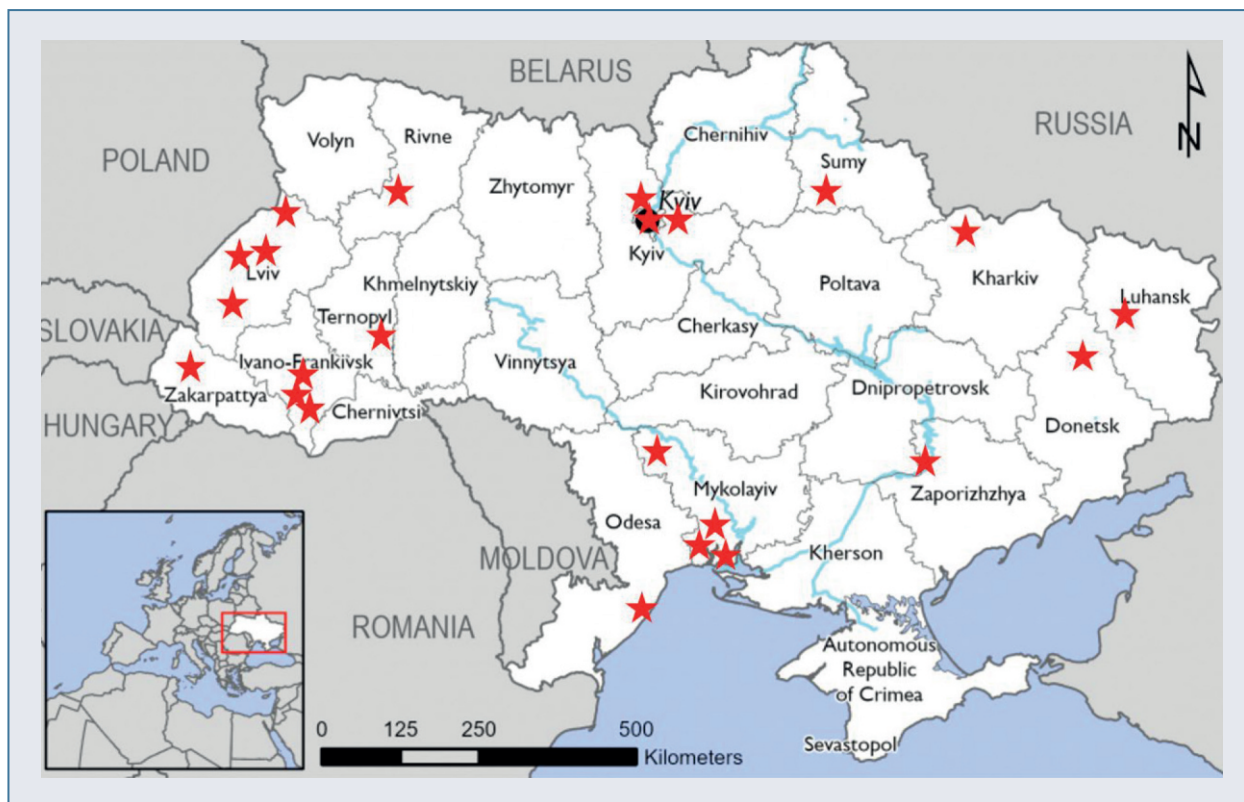 BELARUS
RUSSIA
POLAND
Volyn
Rivne
Chernihiv
Sumy
Zhytomyr
Kyiv
Kyiv
Lviv
Khmelnytskiy
Poltava
Kharkiv
Luhansk
SLOVAKIA
Ternopyl
Cherkasy
Ivano-Frankivsk
Vinnytsya
Zakarpattya
Chernivtsi
Kirovohrad
Dnipropetrovsk
HUNGARY
Donetsk
Mykolayiv
Zaporizhzhya
Odesa
MOLDOVA
Kherson
ROMANIA
Autonomous
Republic
of Crimea
Sevastopol
N
0 125 250 500
Kilometers